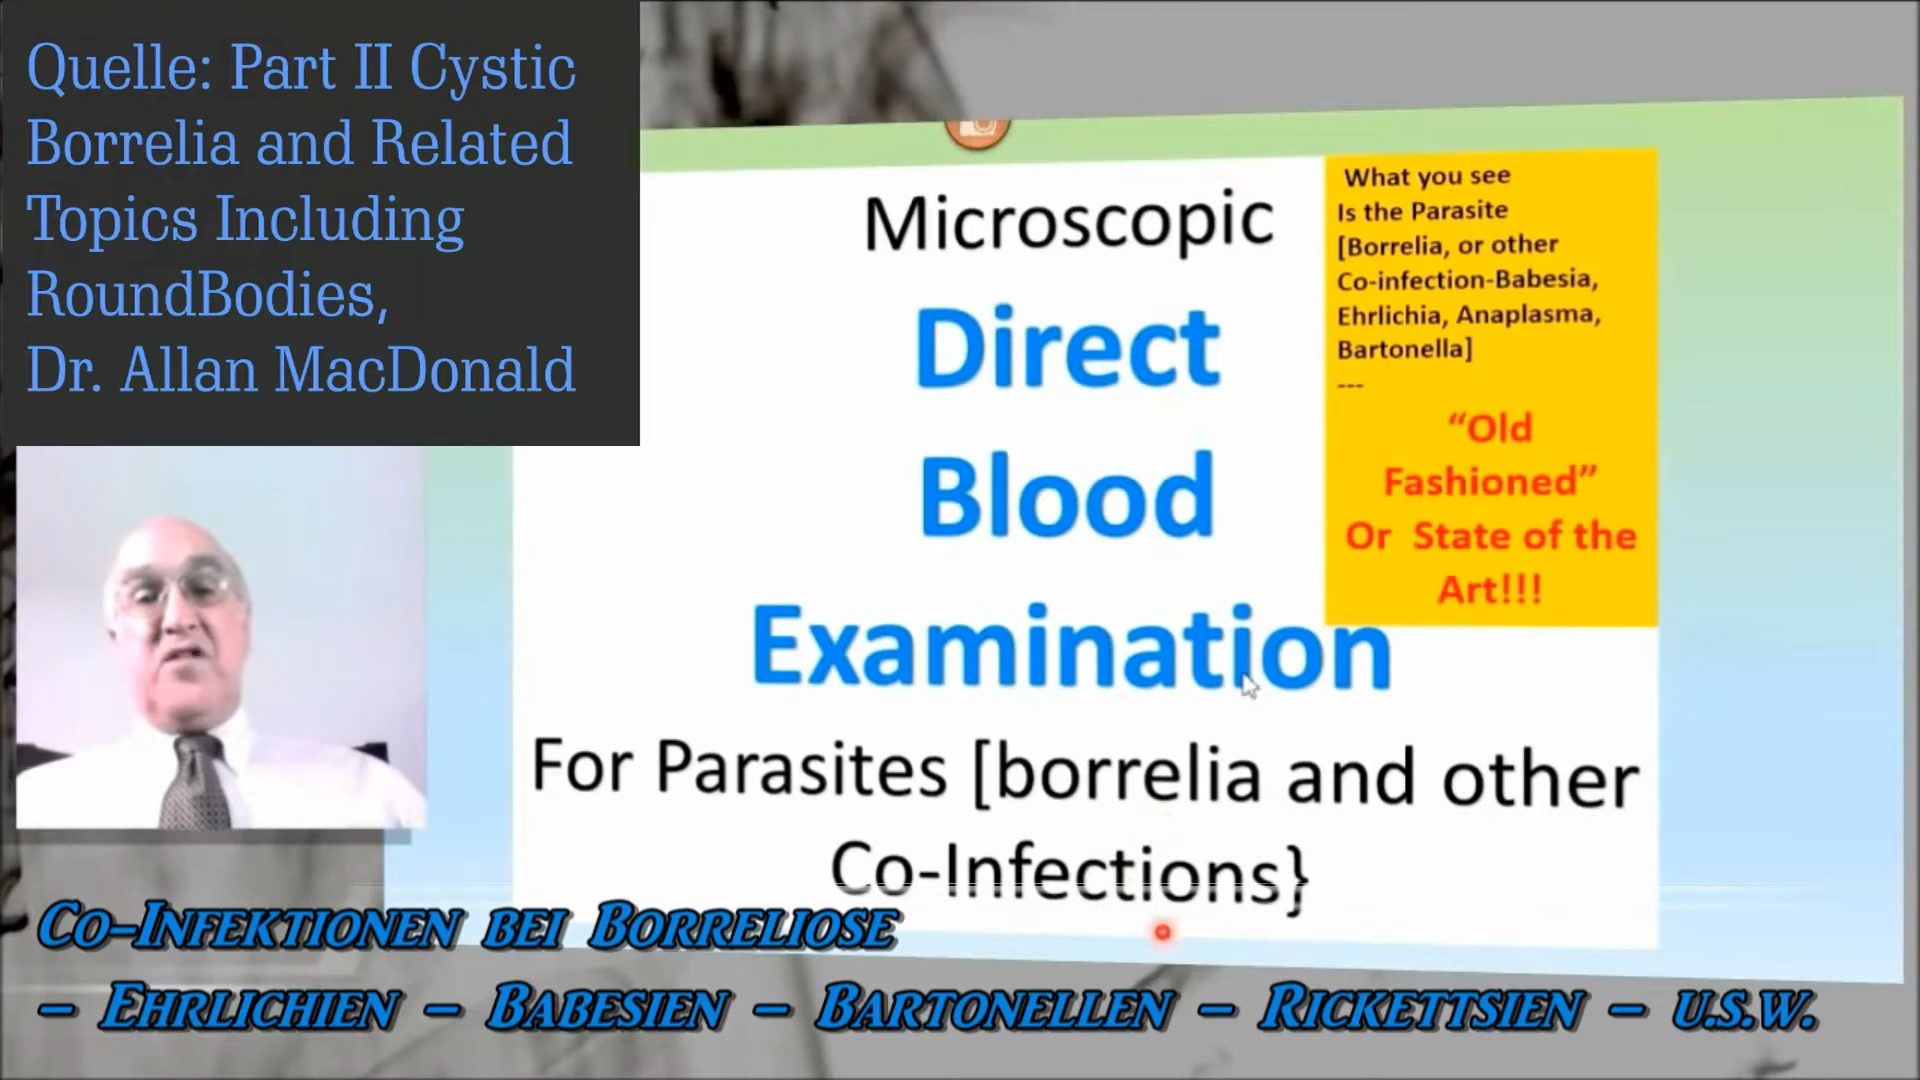 Quelle: Part II Cystic
Borrelia and Related
Topics Including
RoundBodies,
Dr. Allan MacDonald
Microscopic
Direct
Blood
Examination
For Parasites [borrelia and other
Co-Infections}
What you see
Is the Parasite
[Borrelia, or other
Co-infection-Babesia,
Ehrlichia, Anaplasma,
Bartonella]
---
“Old
Fashioned”
Or State of the
Art!!!
Co-Infektionen bei Borreliose
- Ehrlichien - Babesien - Bartonellen - Rickettsien - u.s.w.